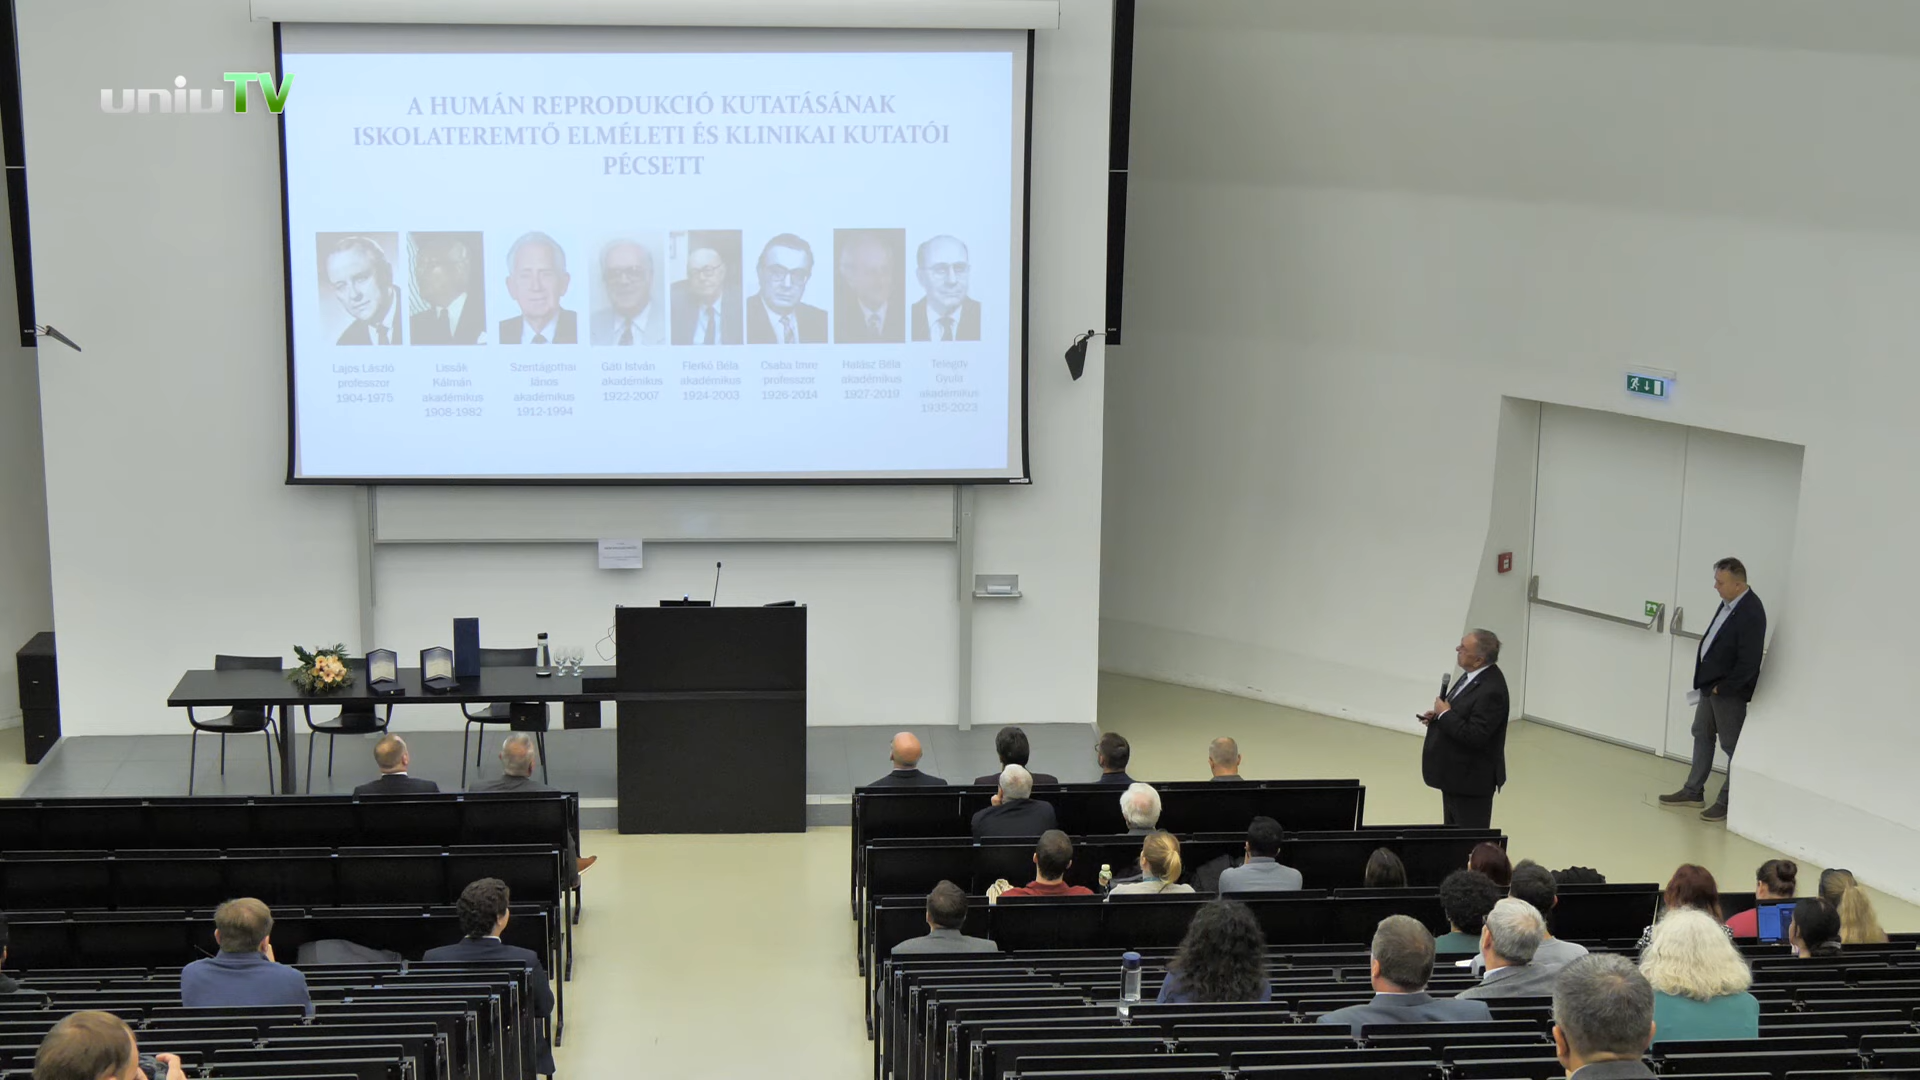 uniuTV
A HUMÁN REPRODUKCIÓ KUTATÁSÁNAK
ISKOLATEREMTŐ ELMÉLETI ÉS KLINIKAI KUTATÓI
PÉCSETT
Lajos László
professzor
1904-1975
Lissák
Kálmán
akadémikus
1908-1982
Szentágothai
János
akadémikus
1912-1994
Gáti István
akadémikus
1922-2007
Flerkó Béla
akadémikus
1924-2003
Csaba Imre
professzor
1926-2014
Halász Béla
akadémikus
1927-2019
Telegdy
Gyula
akadémikus
1935-2023